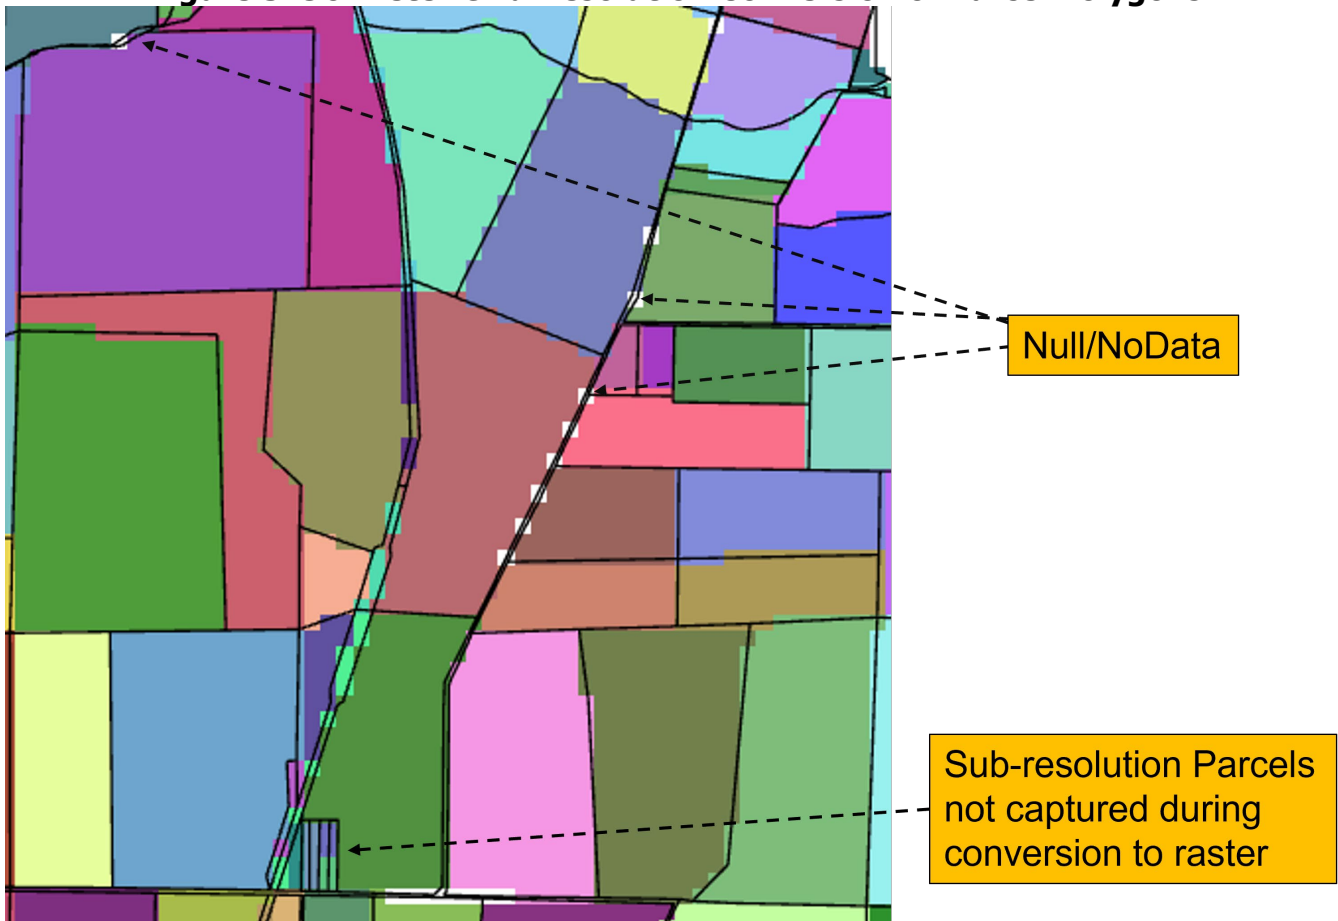 Null/NoData
Sub-resolution Parcels
not captured during
conversion to raster